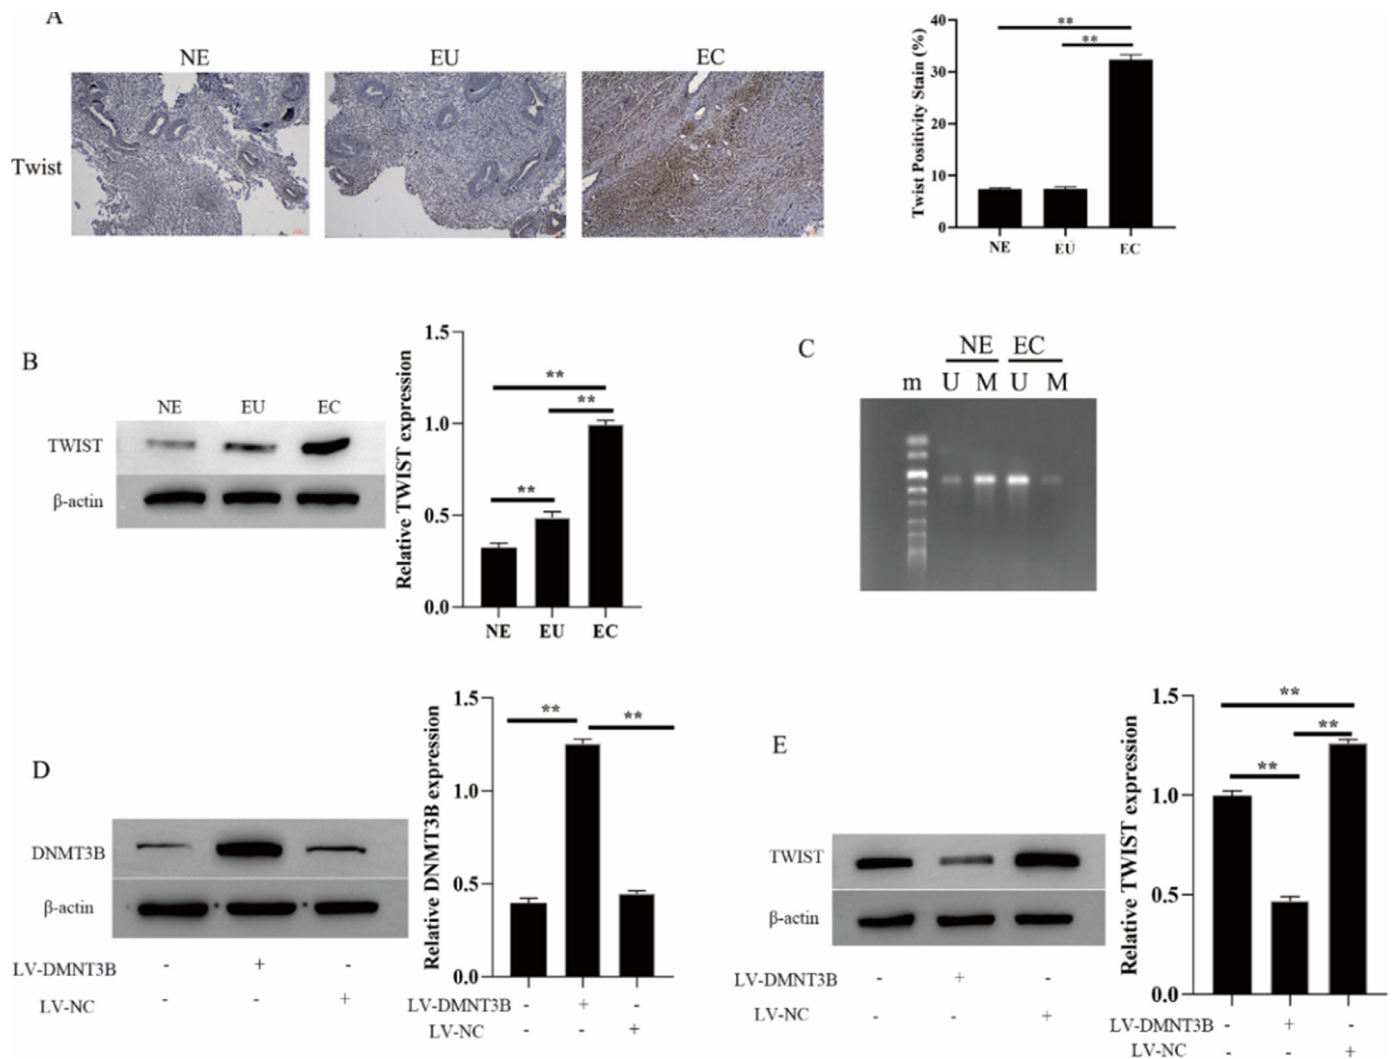 A
NE EU EC
Twist
Twist Positivity Stain (%)
40
30
20
10
0
**
**
NE EU EC
B
NE EU EC
TWIST
β-actin
Relative TWIST expression
1.5
1.0
0.5
0.0
**
**
**
NE EU EC
C
NE EC
m U M U M
D
DNMT3B
β-actin
LV-DMNT3B - + -
LV-NC - - +
Relative DNMT3B expression
1.5
1.0
0.5
0.0
** **
LV-DMNT3B - + -
LV-NC - - +
E
TWIST
β-actin
LV-DMNT3B - + -
LV-NC - - +
Relative TWIST expression
1.5
1.0
0.5
0.0
**
**
**
LV-DMNT3B - + -
LV-NC - - +